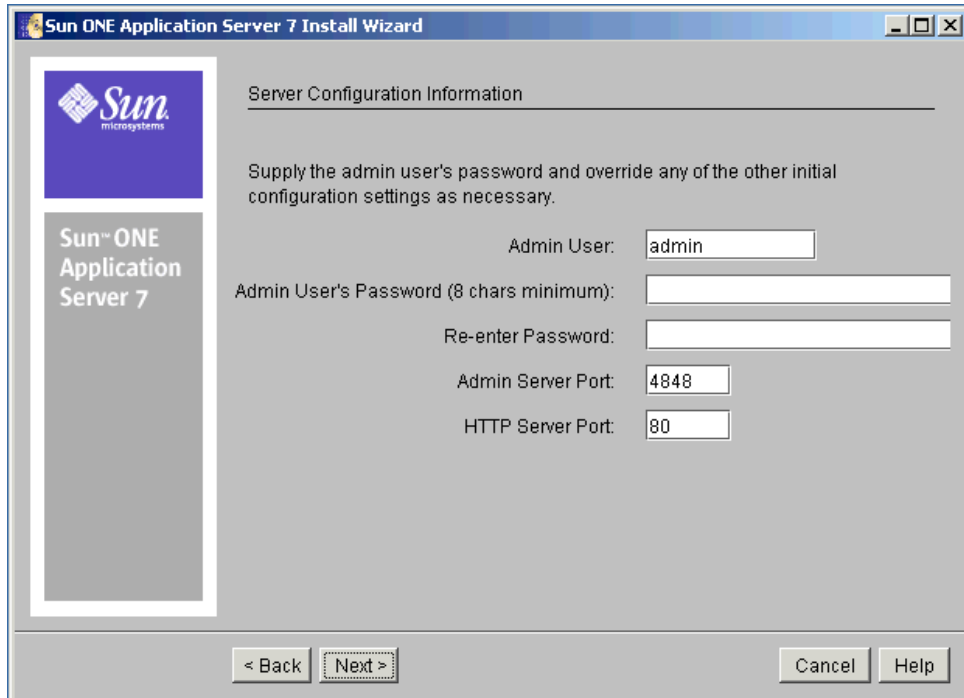 Sun ONE Application Server 7 Install Wizard
Sun
microsystems
Sun™ ONE
Application
Server 7
Server Configuration Information
Supply the admin user's password and override any of the other initial
configuration settings as necessary.
Admin User: admin
Admin User's Password (8 chars minimum):
Re-enter Password:
Admin Server Port: 4848
HTTP Server Port: 80
< Back Next > Cancel Help